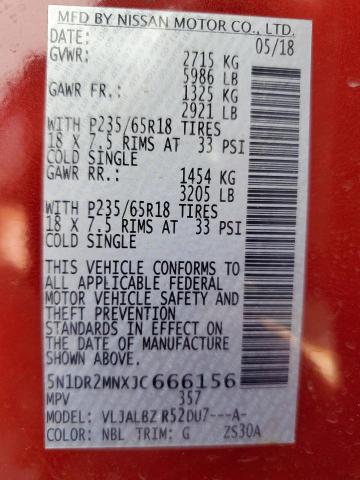 MFD BY NISSAN MOTOR CO., LTD.
DATE: 05/18
GVWR: 2715 KG
5986 LB
GAWR FR.: 1325 KG
2921 LB
WITH P235/65R18 TIRES
18 X 7.5 RIMS AT 33 PSI
COLD SINGLE
GAWR RR.: 1454 KG
3205 LB
WITH P235/65R18 TIRES
18 X 7.5 RIMS AT 33 PSI
COLD SINGLE
THIS VEHICLE CONFORMS TO
ALL APPLICABLE FEDERAL
MOTOR VEHICLE SAFETY AND
THEFT PREVENTION
STANDARDS IN EFFECT ON
THE DATE OF MANUFACTURE
SHOWN ABOVE.
5N1DR2MNXJC666156
MPV 357
MODEL: VLJALBZ R52DU7---A-
COLOR: NBL TRIM: G ZS30A